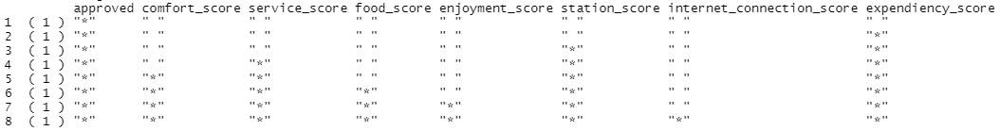 approved comfort_score service_score food_score enjoyment_score station_score internet_connection_score expendiency_score
1 ( 1 ) "*" " " " " " " " " " " " " " "
2 ( 1 ) "*" " " " " " " " " " " " " "*"
3 ( 1 ) "*" " " " " " " " " "*" " " "*"
4 ( 1 ) "*" " " "*" " " " " "*" " " "*"
5 ( 1 ) "*" "*" "*" " " " " "*" " " "*"
6 ( 1 ) "*" "*" "*" "*" " " "*" " " "*"
7 ( 1 ) "*" "*" "*" "*" "*" "*" " " "*"
8 ( 1 ) "*" "*" "*" "*" "*" "*" "*" "*"